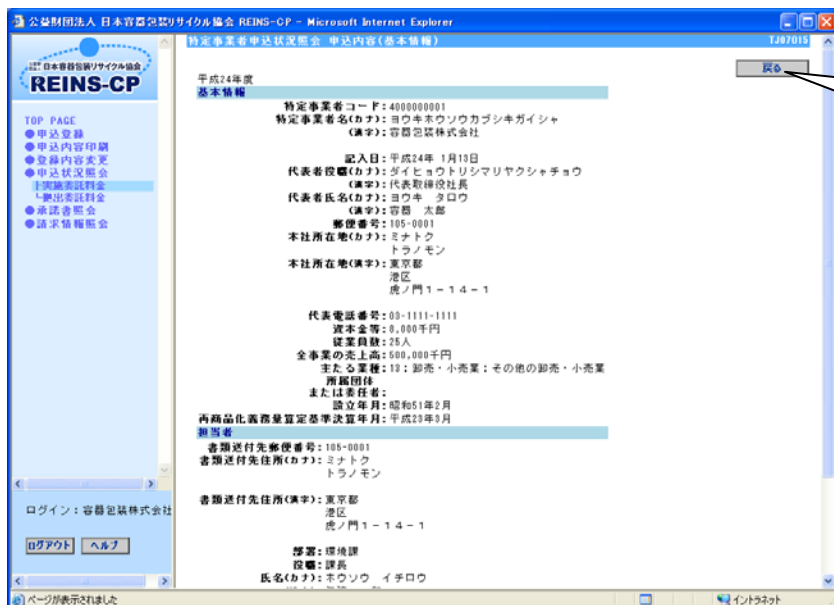 公益財団法人 日本容器包装リサイクル協会 REINS-CP - Microsoft Internet Explorer
日本容器包装リサイクル協会
REINS-CP
TOP PAGE
●申込登録
●申込内容印刷
●登録内容変更
●申込状況照会
├実施委託料金
└拠出委託料金
●承諾書照会
●請求情報照会
ログイン：容器包装株式会社
ログアウト ヘルプ
特定事業者申込状況照会 申込内容(基本情報) TJ07015
戻る
平成24年度
基本情報
特定事業者コード：4000000001
特定事業者名(カナ)：ヨウキホウソウカブシキガイシャ
(漢字)：容器包装株式会社
記入日：平成24年 1月13日
代表者役職(カナ)：ダイヒョウトリシマリヤクシャチョウ
(漢字)：代表取締役社長
代表者氏名(カナ)：ヨウキ タロウ
(漢字)：容器 太郎
郵便番号：105-0001
本社所在地(カナ)：ミナトク
トラノモン
本社所在地(漢字)：東京都
港区
虎ノ門1－14－1
代表電話番号：03-1111-1111
資本金等：8,000千円
従業員数：25人
全事業の売上高：500,000千円
主たる業種：13；卸売・小売業；その他の卸売・小売業
所属団体
または委任者：
設立年月：昭和51年2月
再商品化義務量算定基準決算年月：平成23年3月
担当者
書類送付先郵便番号：105-0001
書類送付先住所(カナ)：ミナトク
トラノモン
書類送付先住所(漢字)：東京都
港区
虎ノ門1－14－1
部署：環境課
役職：課長
氏名(カナ)：ホウソウ イチロウ
ページが表示されました
イントラネット